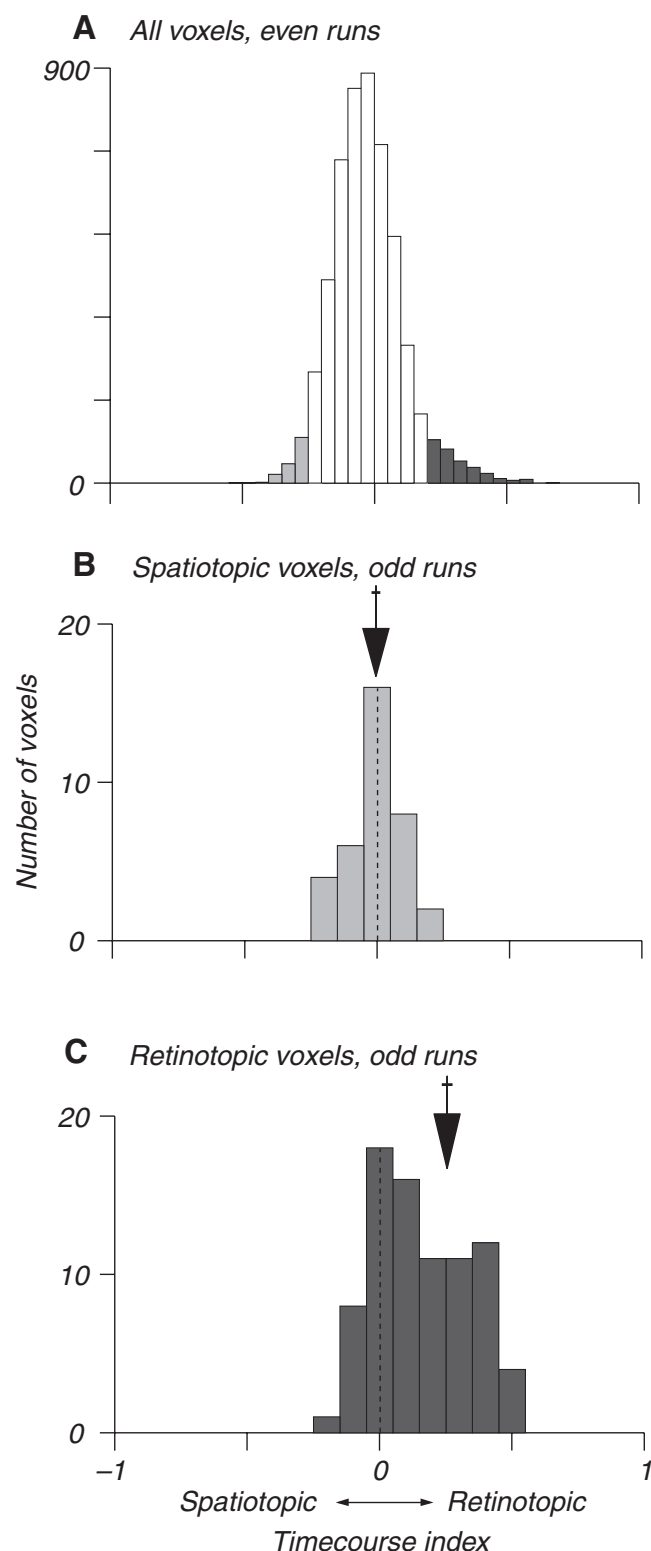 A All voxels, even runs
900
0
B Spatiotopic voxels, odd runs
20
Number of voxels
10
0
C Retinotopic voxels, odd runs
20
10
0
−1 0 1
Spatiotopic Retinotopic
Timecourse index